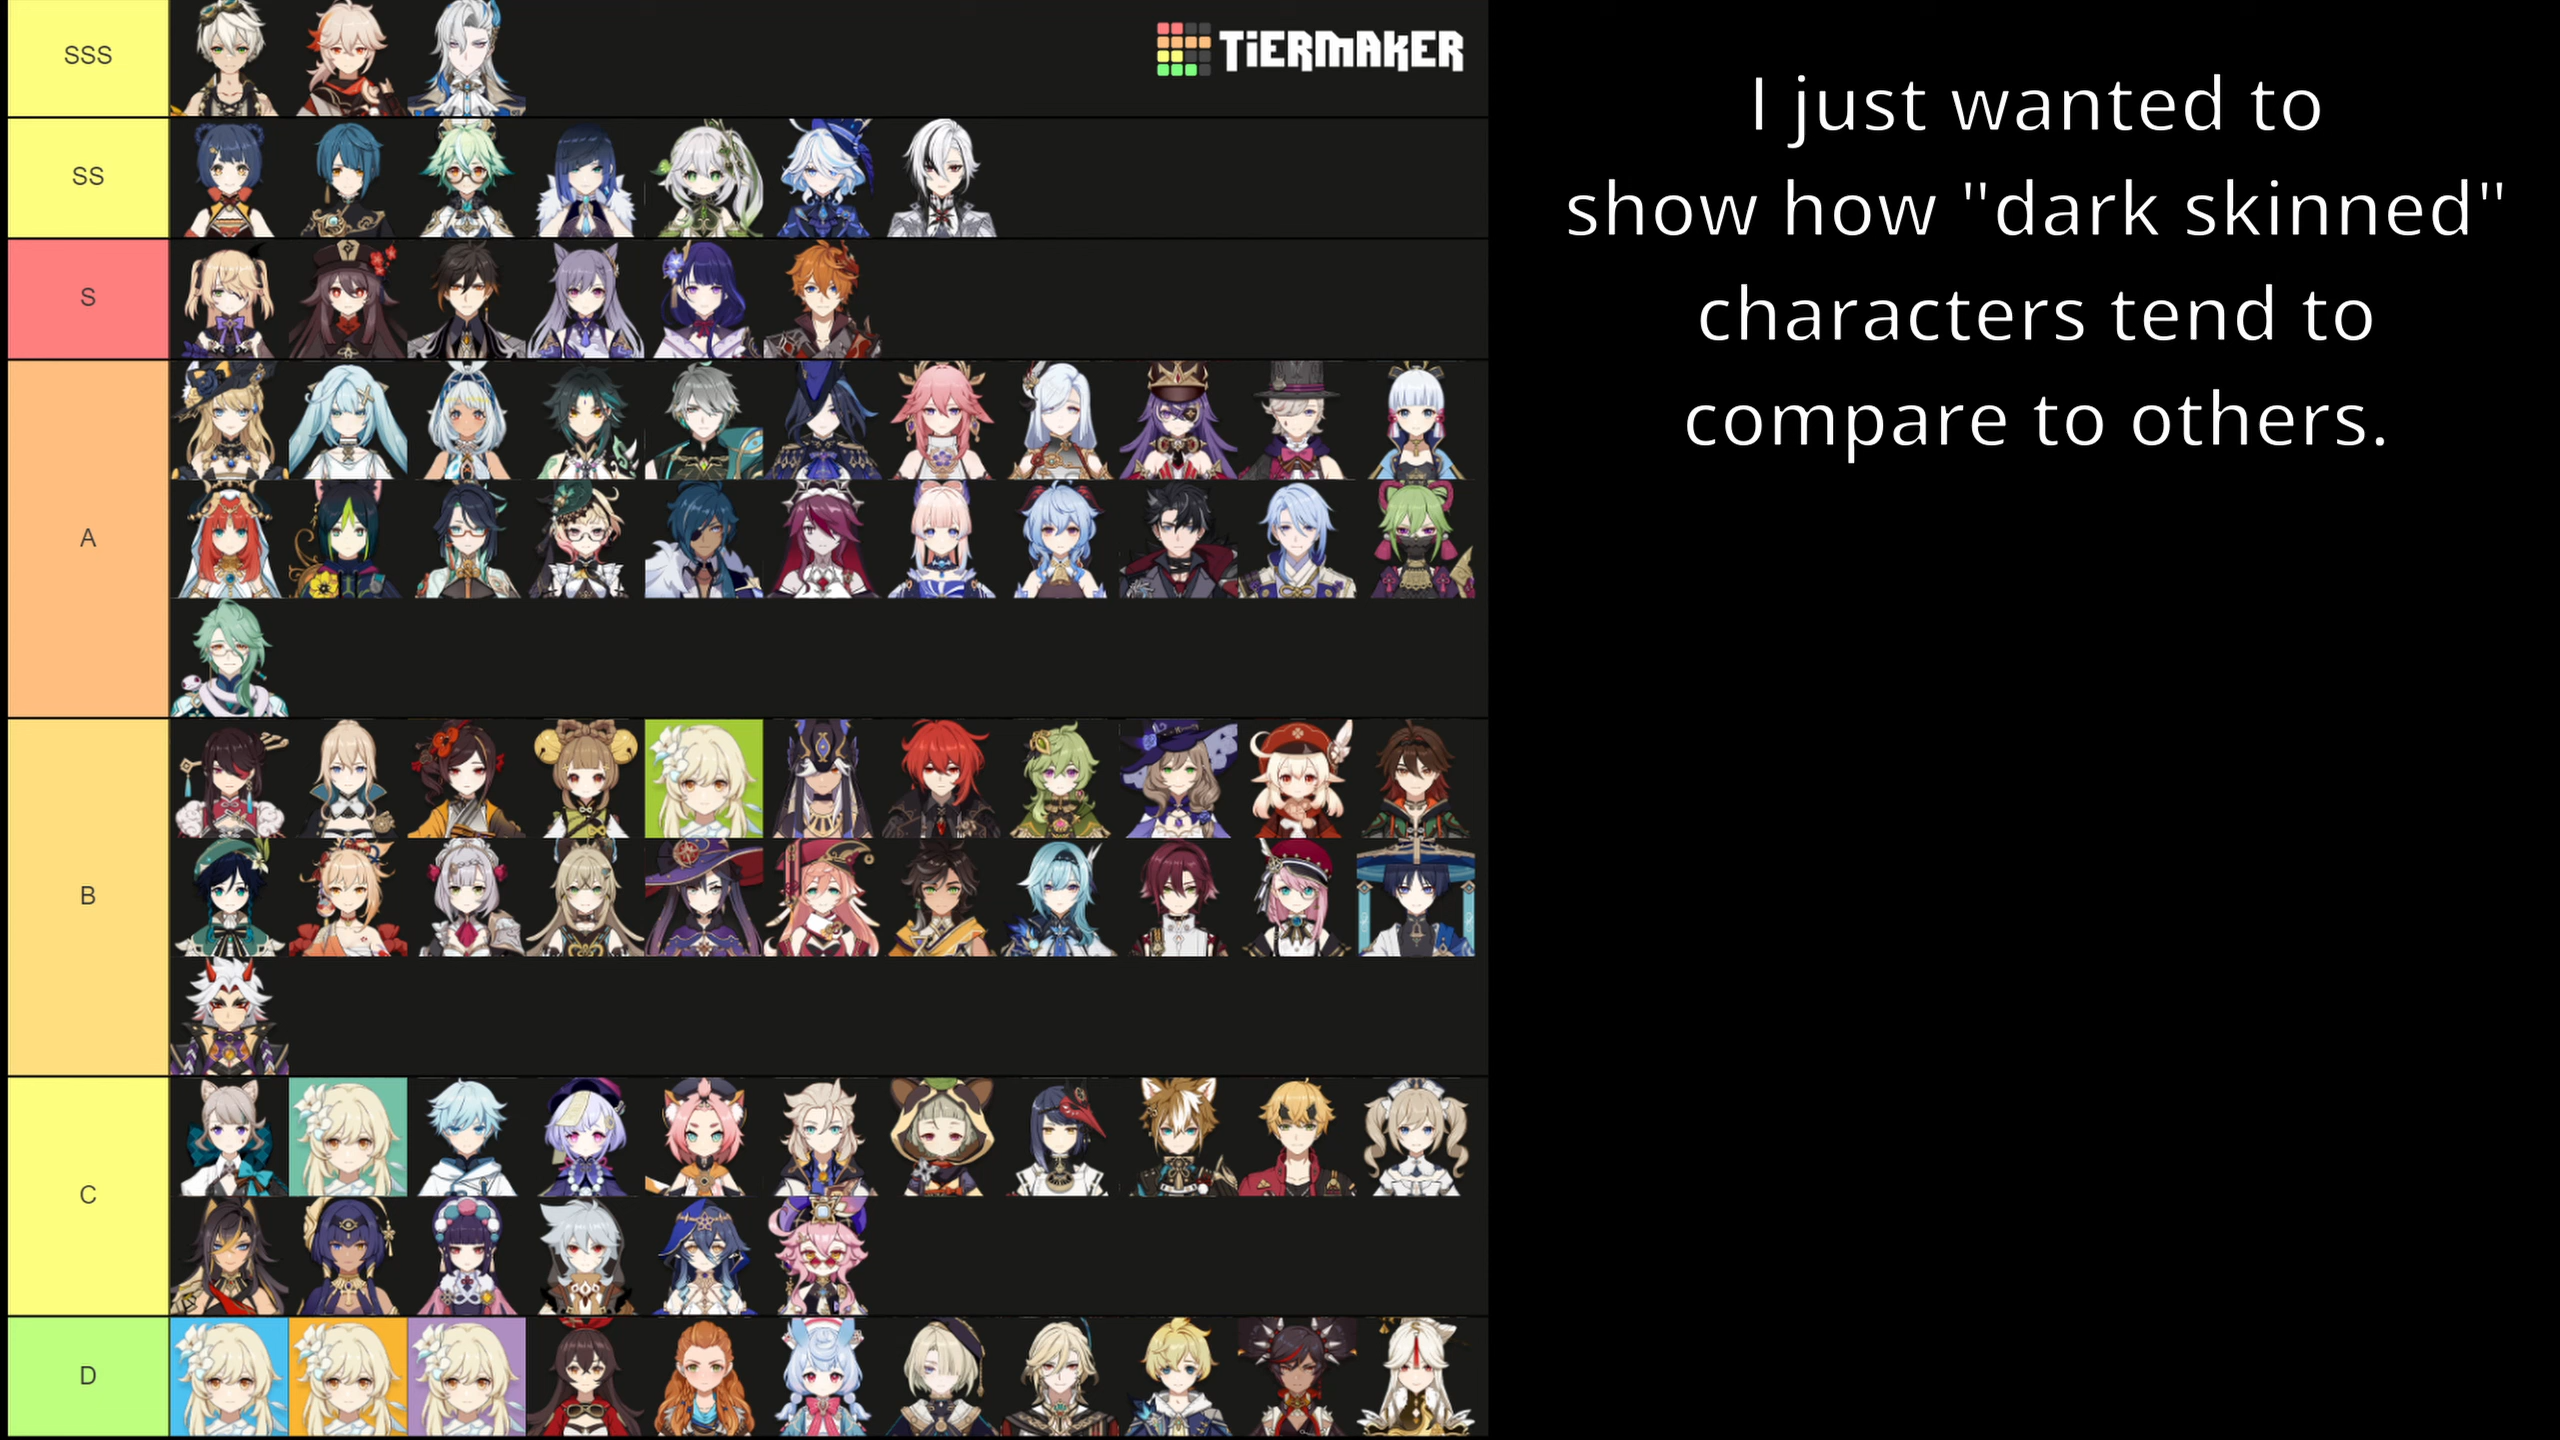 SSS
TiERMAKER
SS
S
A
B
C
D
I just wanted to
show how "dark skinned"
characters tend to
compare to others.